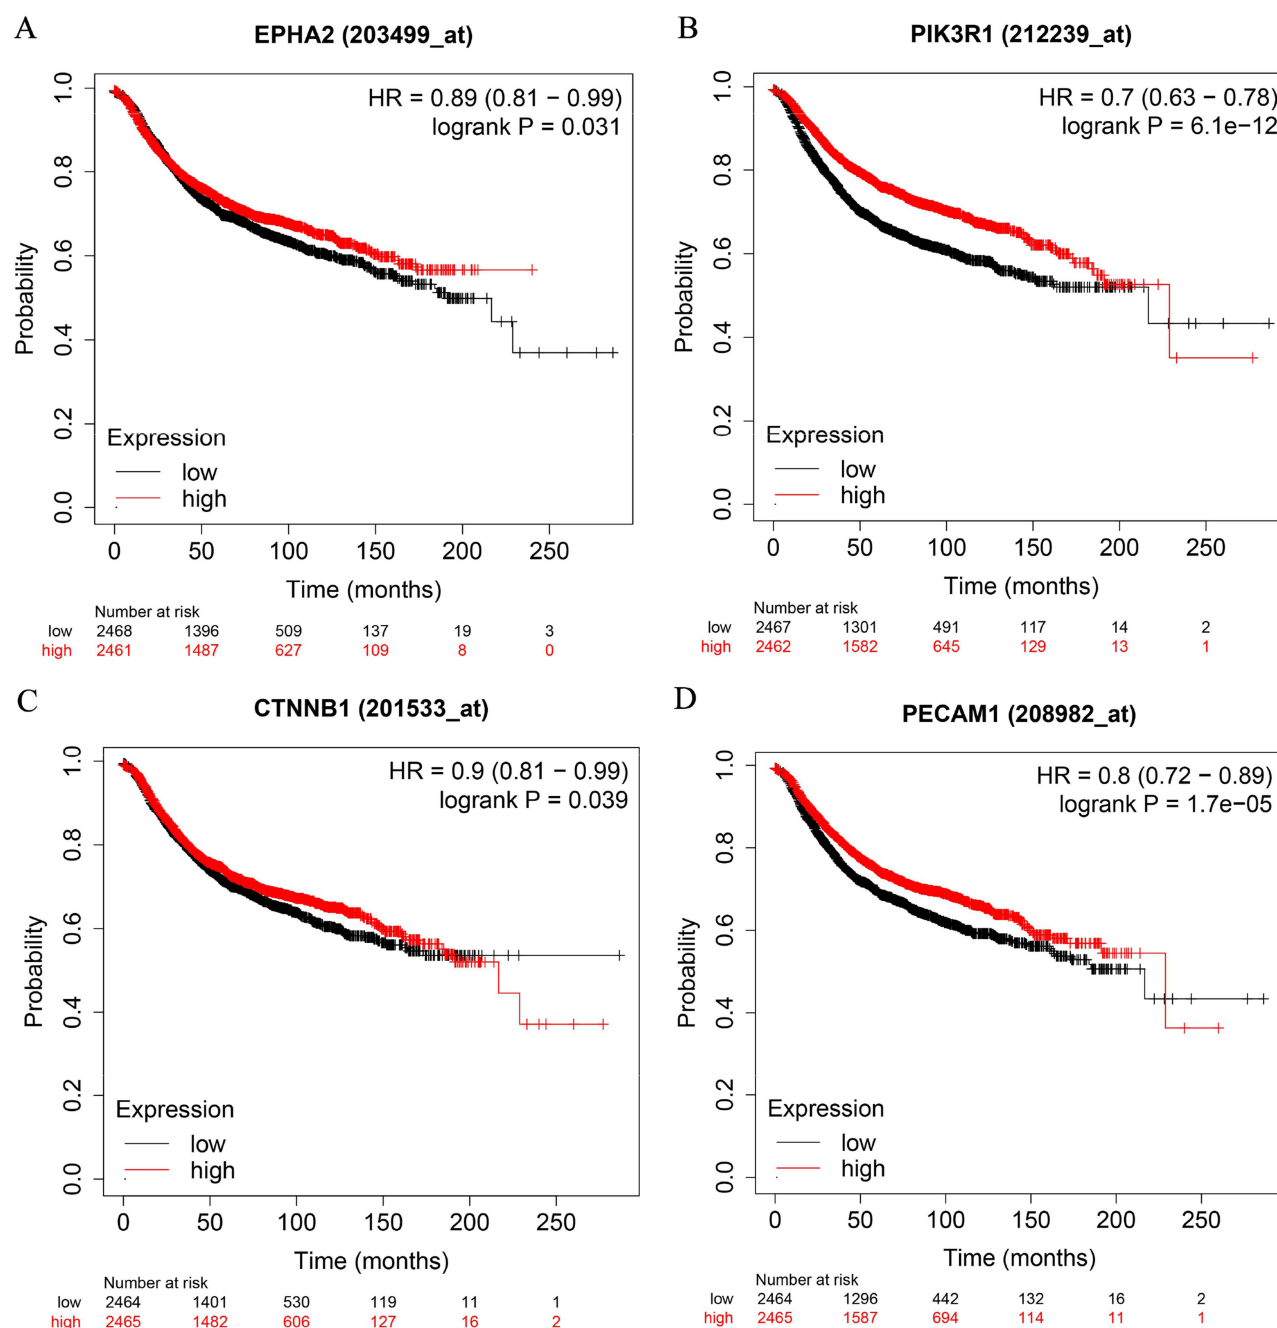 A
EPHA2 (203499_at)
HR = 0.89 (0.81 − 0.99)
logrank P = 0.031
Probability
0.0 0.2 0.4 0.6 0.8 1.0
Expression
low
high
0 50 100 150 200 250
Time (months)
Number at risk
low 2468 1396 509 137 19 3
high 2461 1487 627 109 8 0
B
PIK3R1 (212239_at)
HR = 0.7 (0.63 − 0.78)
logrank P = 6.1e−12
Probability
0.0 0.2 0.4 0.6 0.8 1.0
Expression
low
high
0 50 100 150 200 250
Time (months)
Number at risk
low 2467 1301 491 117 14 2
high 2462 1582 645 129 13 1
C
CTNNB1 (201533_at)
HR = 0.9 (0.81 − 0.99)
logrank P = 0.039
Probability
0.0 0.2 0.4 0.6 0.8 1.0
Expression
low
high
0 50 100 150 200 250
Time (months)
Number at risk
low 2464 1401 530 119 11 1
high 2465 1482 606 127 16 2
D
PECAM1 (208982_at)
HR = 0.8 (0.72 − 0.89)
logrank P = 1.7e−05
Probability
0.0 0.2 0.4 0.6 0.8 1.0
Expression
low
high
0 50 100 150 200 250
Time (months)
Number at risk
low 2464 1296 442 132 16 2
high 2465 1587 694 114 11 1